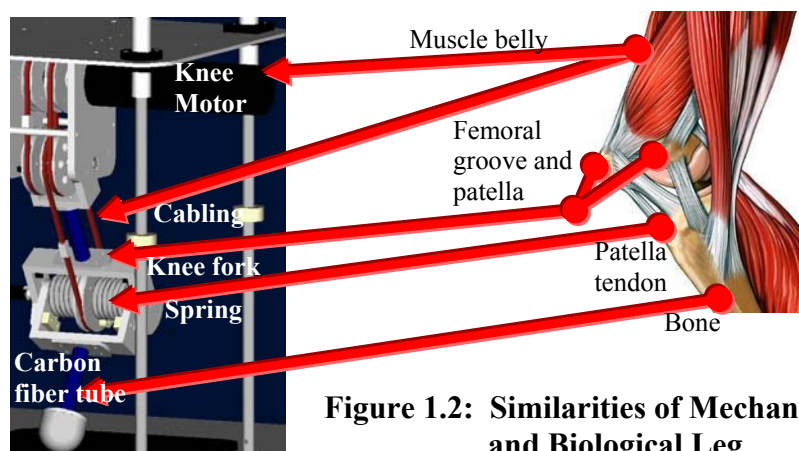 Muscle belly
Knee
Motor
Femoral
groove and
patella
Cabling
Knee fork
Spring
Patella
tendon
Bone
Carbon
fiber tube
Figure 1.2: Similarities of Mechan
and Biological Leg